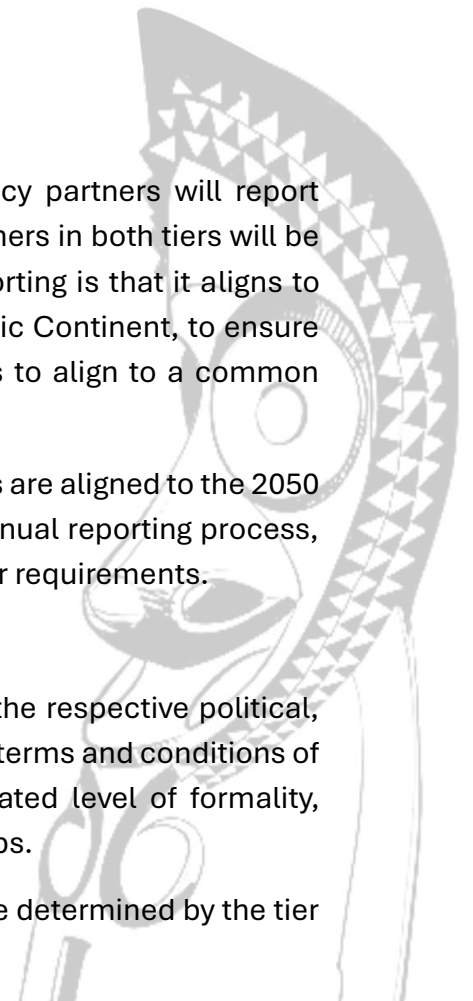 cy partners will report
ners in both tiers will be
orting is that it aligns to
ic Continent, to ensure
s to align to a common
s are aligned to the 2050
nnual reporting process,
r requirements.
the respective political,
terms and conditions of
ated level of formality,
ps.
e determined by the tier